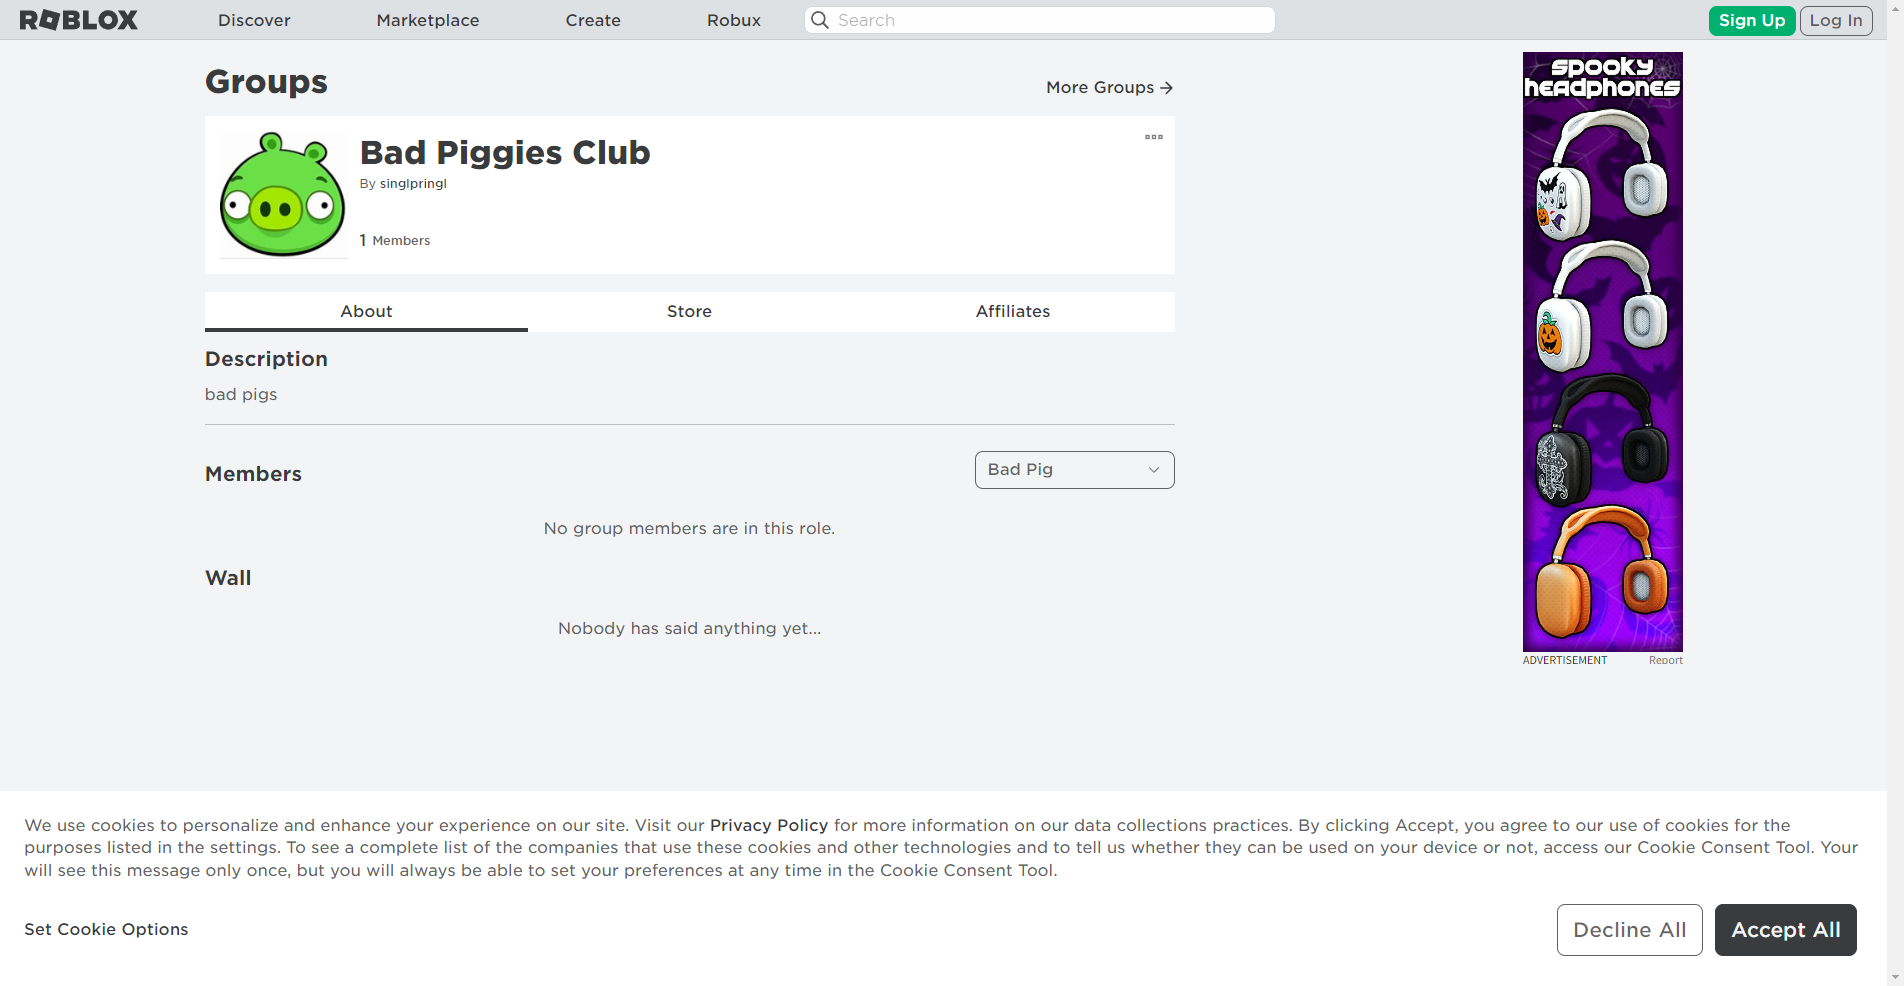 ROBLOX
Discover
Marketplace
Create
Robux
Search
Sign Up
Log In
Groups
More Groups
Bad Piggies Club
By singlpringl
1 Members
About
Store
Affiliates
Description
bad pigs
Members
Bad Pig
No group members are in this role.
Wall
Nobody has said anything yet...
SPOOKY
HEADPHONES
ADVERTISEMENT
Report
We use cookies to personalize and enhance your experience on our site. Visit our Privacy Policy for more information on our data collections practices. By clicking Accept, you agree to our use of cookies for the
purposes listed in the settings. To see a complete list of the companies that use these cookies and other technologies and to tell us whether they can be used on your device or not, access our Cookie Consent Tool. Your
will see this message only once, but you will always be able to set your preferences at any time in the Cookie Consent Tool.
Set Cookie Options
Decline All
Accept All